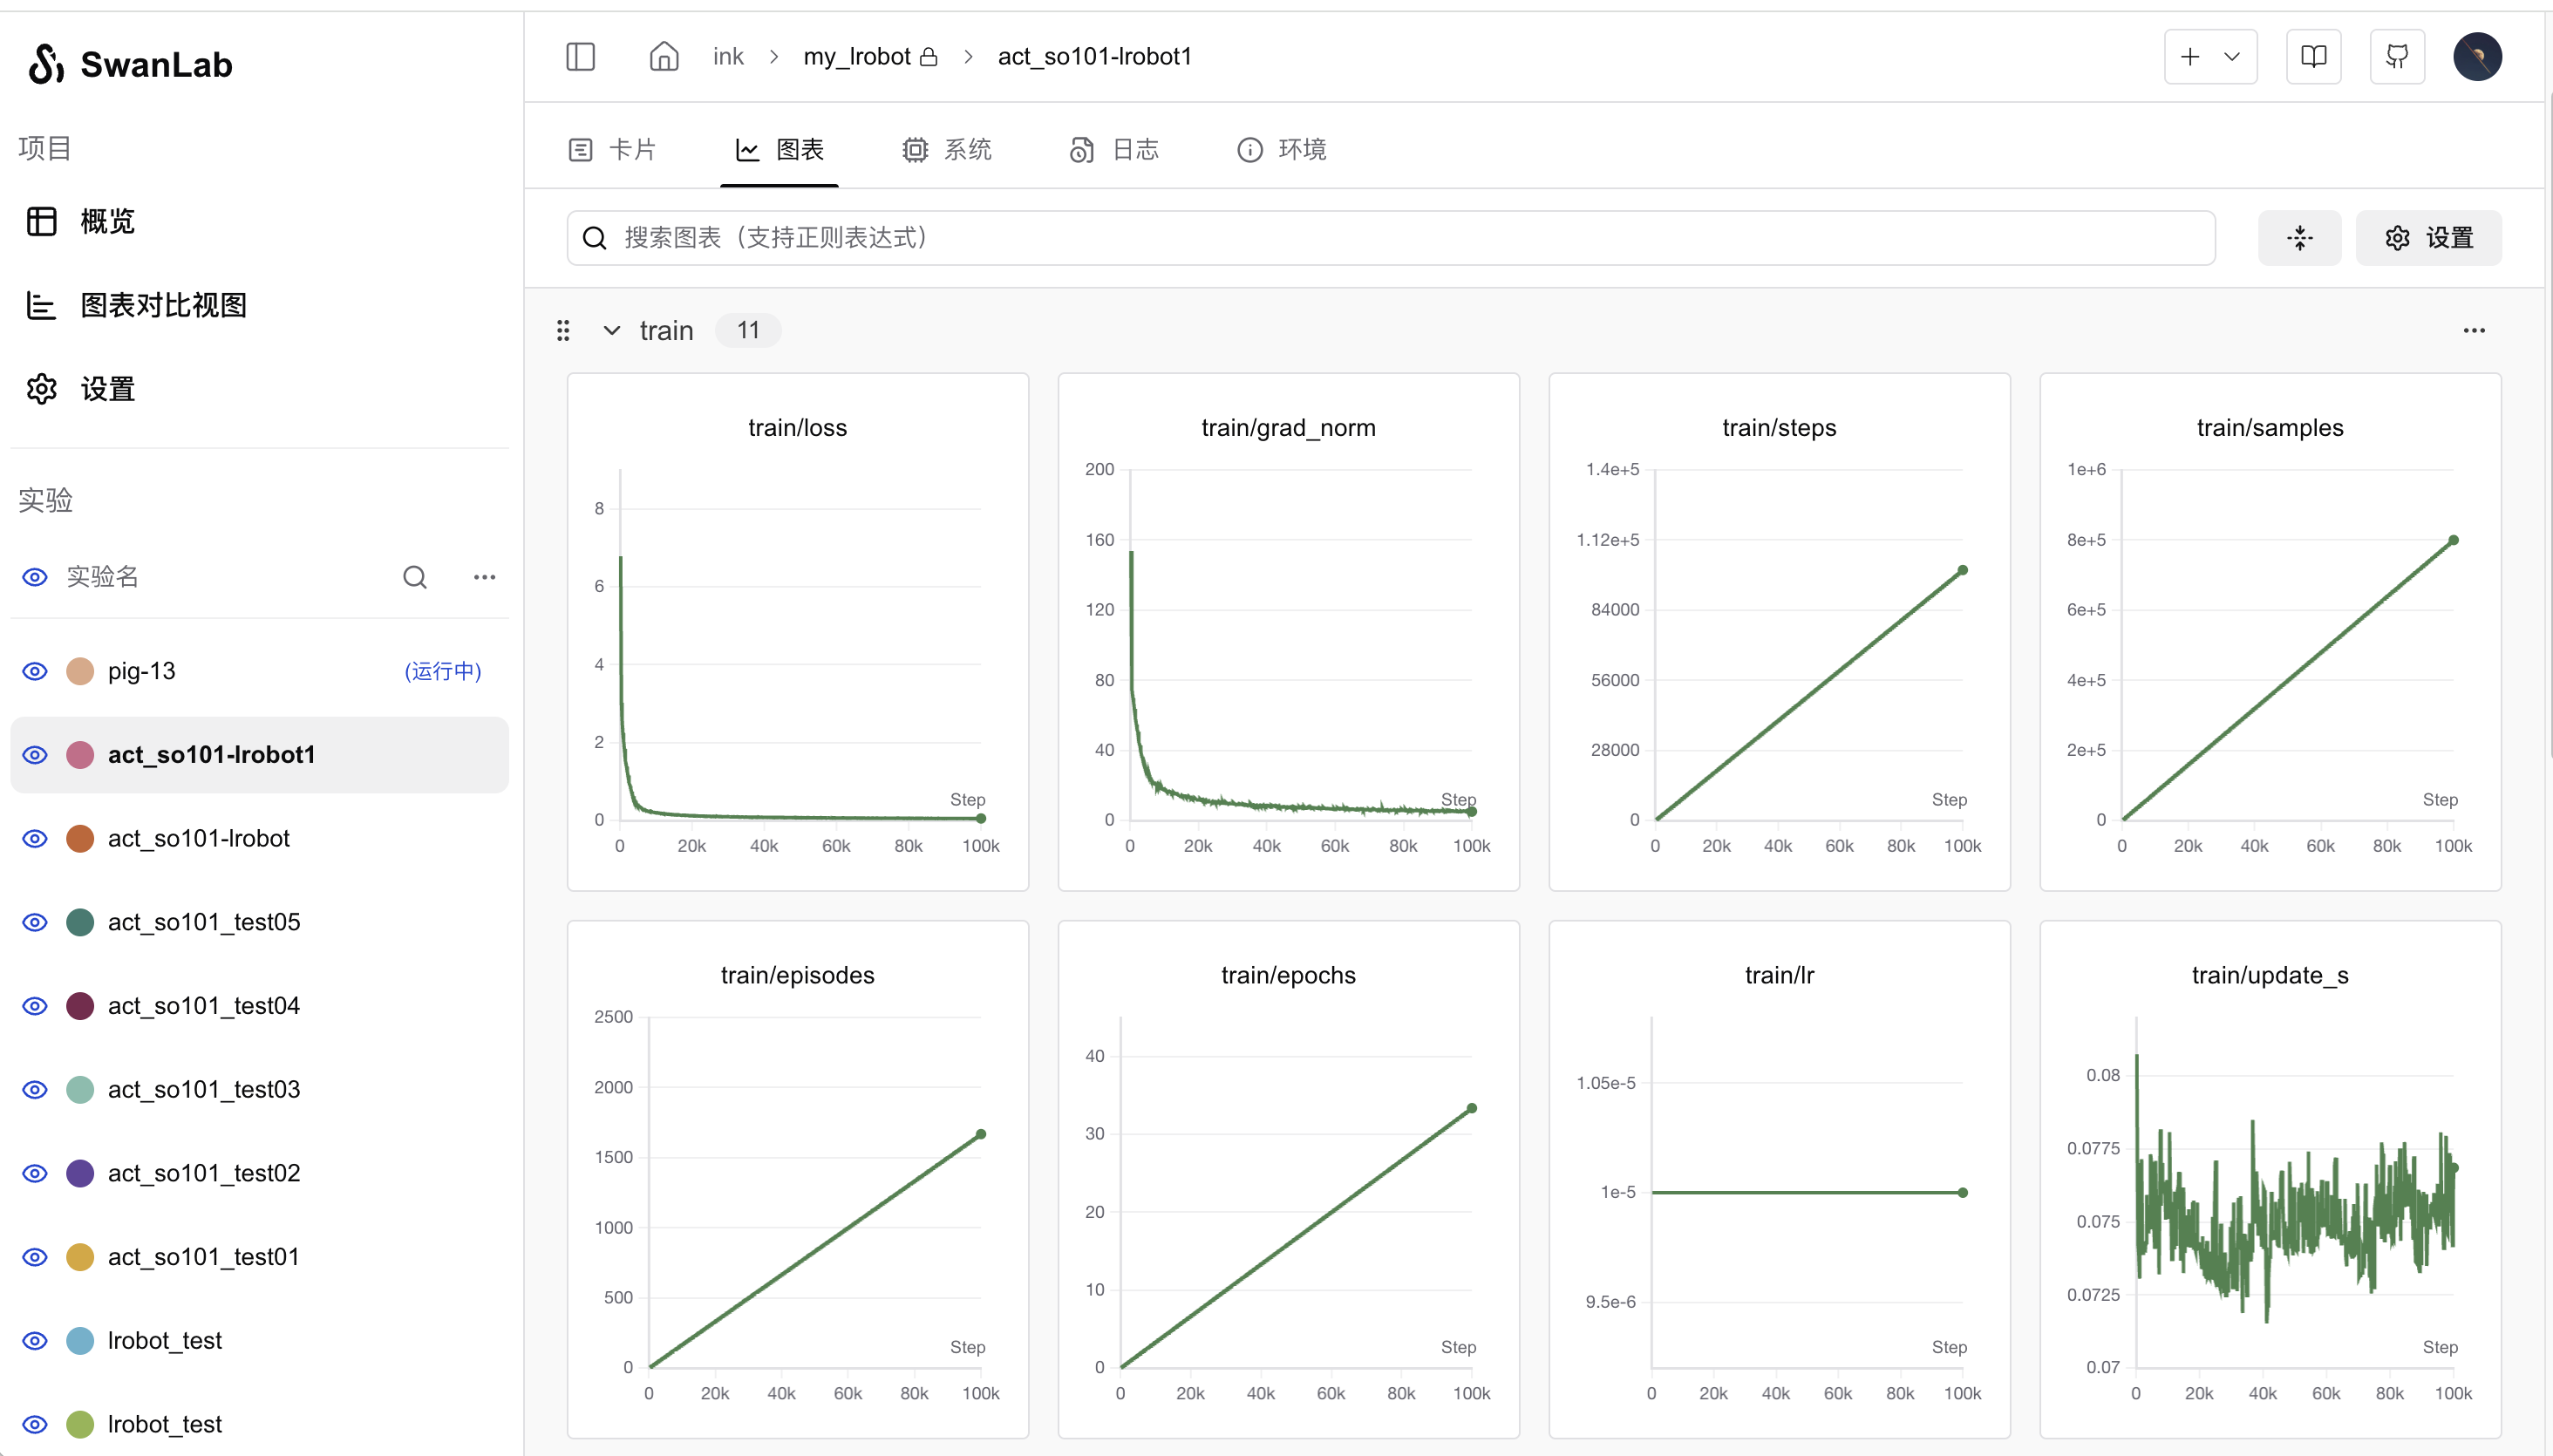 SwanLab
项目
概览
图表对比视图
设置
实验
实验名
pig-13 (运行中)
act_so101-lrobot1
act_so101-lrobot
act_so101_test05
act_so101_test04
act_so101_test03
act_so101_test02
act_so101_test01
lrobot_test
lrobot_test
ink > my_lrobot > act_so101-lrobot1
卡片 图表 系统 日志 环境
搜索图表（支持正则表达式）
设置
train 11
train/loss
8
6
4
2
0
Step
0 20k 40k 60k 80k 100k
train/grad_norm
200
160
120
80
40
0
Step
0 20k 40k 60k 80k 100k
train/steps
1.4e+5
1.12e+5
84000
56000
28000
0
Step
0 20k 40k 60k 80k 100k
train/samples
1e+6
8e+5
6e+5
4e+5
2e+5
0
Step
0 20k 40k 60k 80k 100k
train/episodes
2500
2000
1500
1000
500
0
Step
0 20k 40k 60k 80k 100k
train/epochs
40
30
20
10
0
Step
0 20k 40k 60k 80k 100k
train/lr
1.05e-5
1e-5
9.5e-6
Step
0 20k 40k 60k 80k 100k
train/update_s
0.08
0.0775
0.075
0.0725
0.07
Step
0 20k 40k 60k 80k 100k